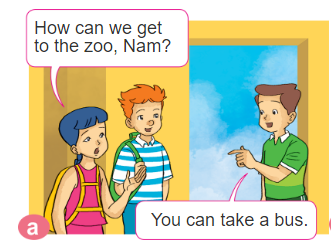 How can we get
to the zoo, Nam?
You can take a bus.
a